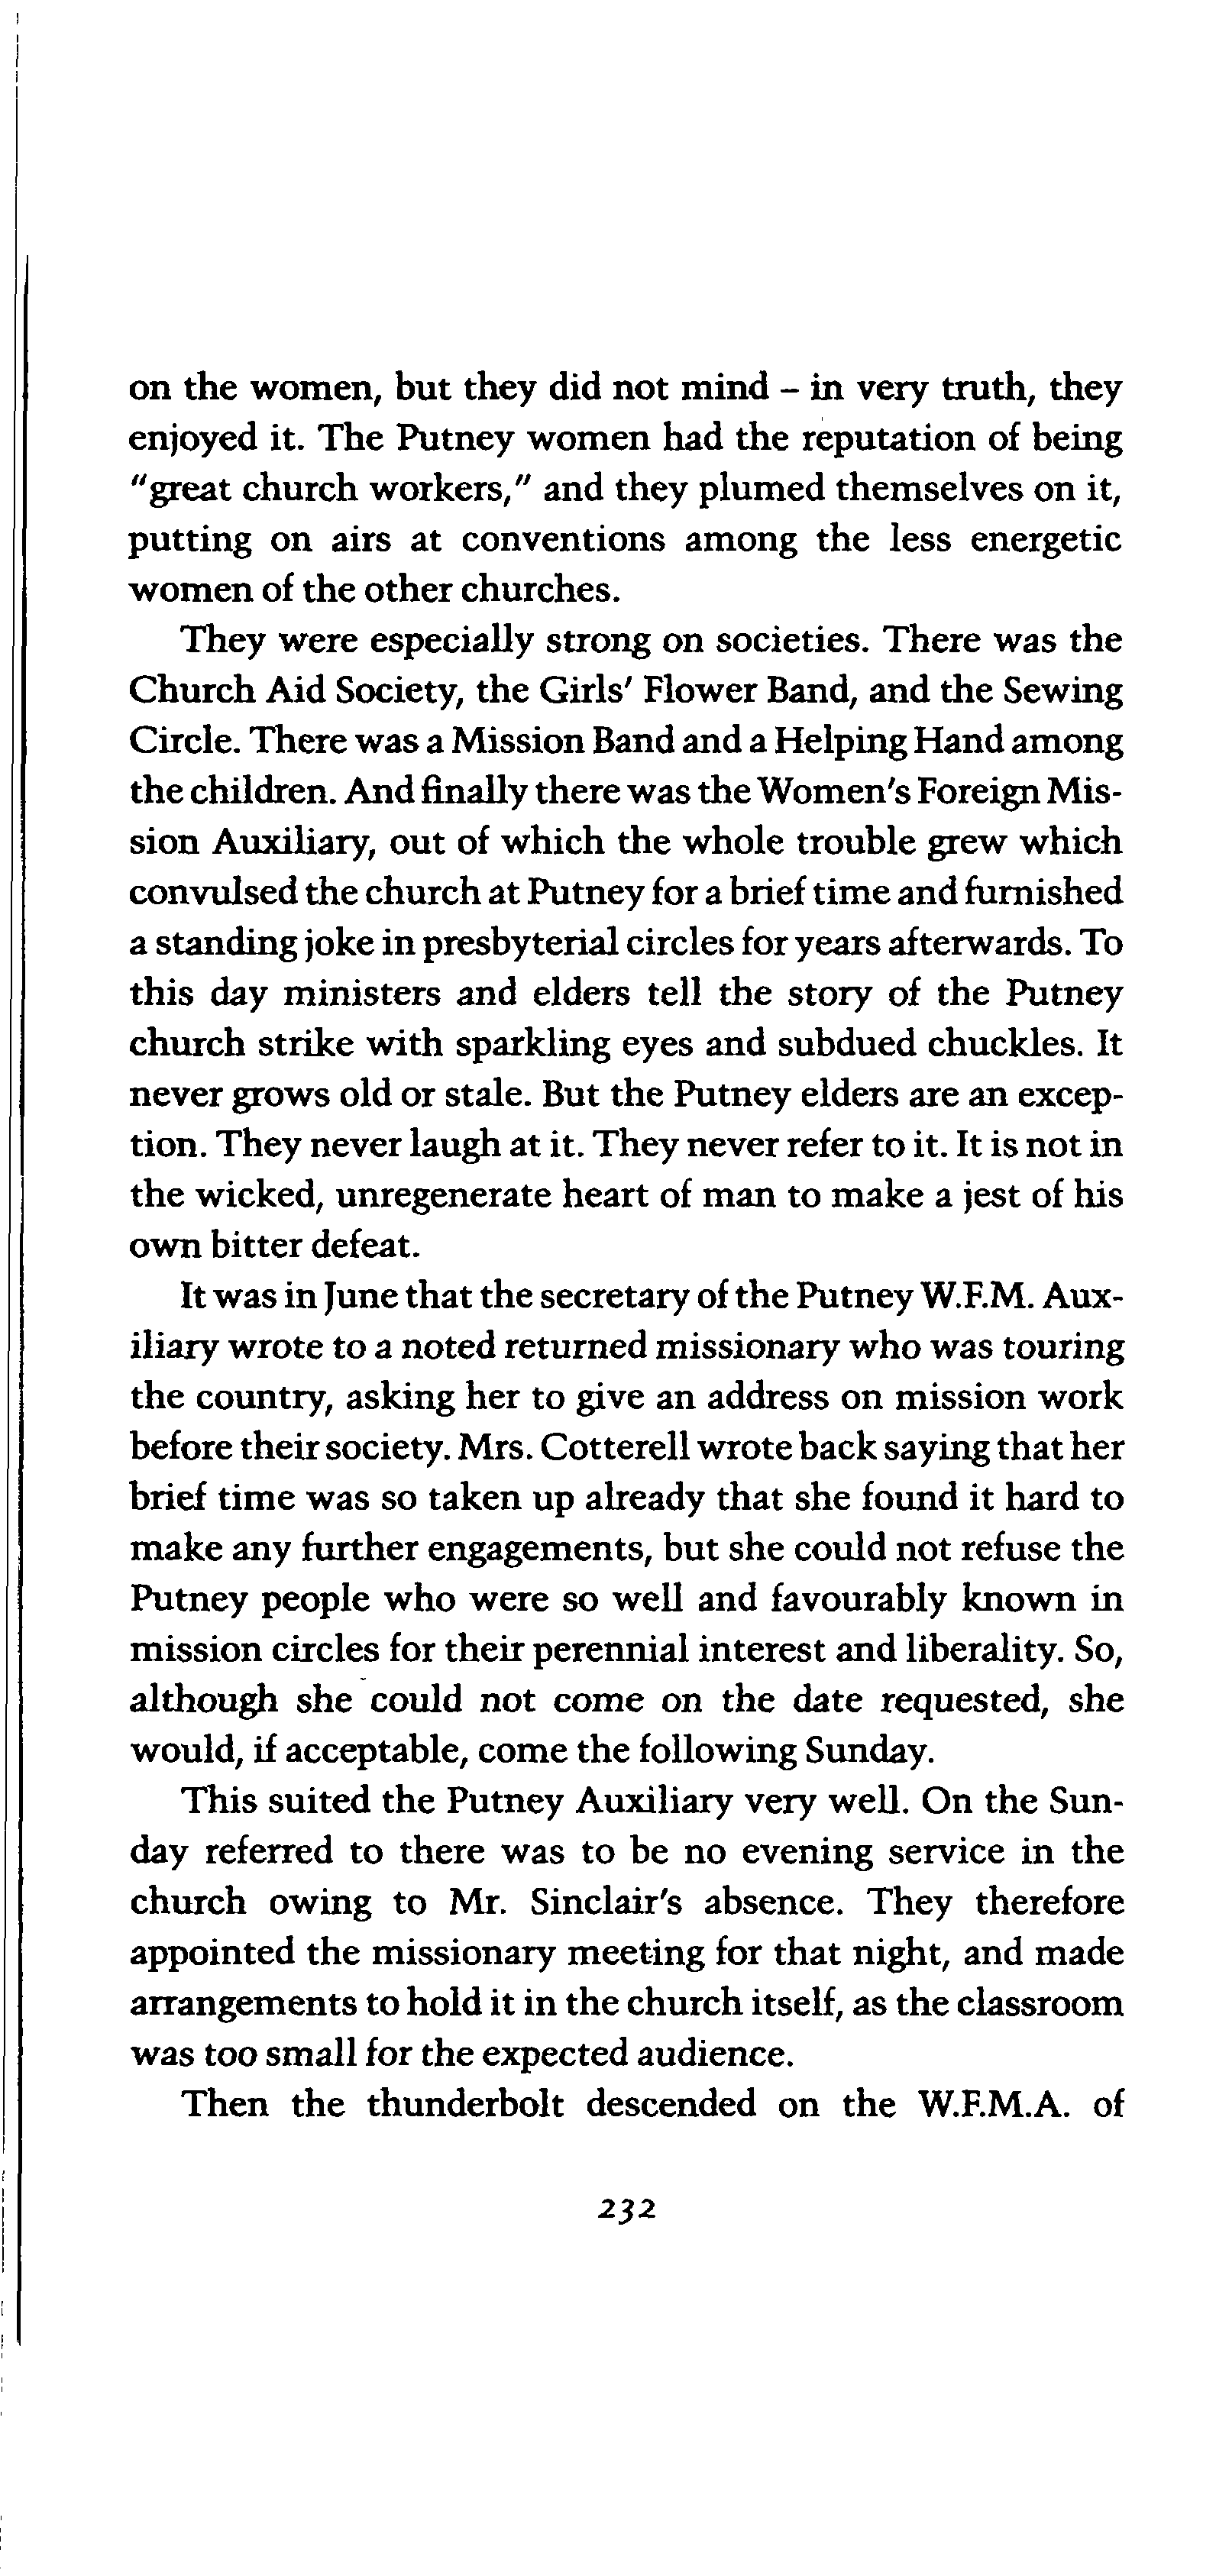 on the women, but they did not mind – in very truth, they
enjoyed it. The Putney women had the reputation of being
"great church workers," and they plumed themselves on it,
putting on airs at conventions among the less energetic
women of the other churches.
They were especially strong on societies. There was the
Church Aid Society, the Girls' Flower Band, and the Sewing
Circle. There was a Mission Band and a Helping Hand among
the children. And finally there was the Women's Foreign Mis-
sion Auxiliary, out of which the whole trouble grew which
convulsed the church at Putney for a brief time and furnished
a standing joke in presbyterial circles for years afterwards. To
this day ministers and elders tell the story of the Putney
church strike with sparkling eyes and subdued chuckles. It
never grows old or stale. But the Putney elders are an excep-
tion. They never laugh at it. They never refer to it. It is not in
the wicked, unregenerate heart of man to make a jest of his
own bitter defeat.
It was in June that the secretary of the Putney W.F.M. Aux-
iliary wrote to a noted returned missionary who was touring
the country, asking her to give an address on mission work
before their society. Mrs. Cotterell wrote back saying that her
brief time was so taken up already that she found it hard to
make any further engagements, but she could not refuse the
Putney people who were so well and favourably known in
mission circles for their perennial interest and liberality. So,
although she could not come on the date requested, she
would, if acceptable, come the following Sunday.
This suited the Putney Auxiliary very well. On the Sun-
day referred to there was to be no evening service in the
church owing to Mr. Sinclair's absence. They therefore
appointed the missionary meeting for that night, and made
arrangements to hold it in the church itself, as the classroom
was too small for the expected audience.
Then the thunderbolt descended on the W.F.M.A. of
232